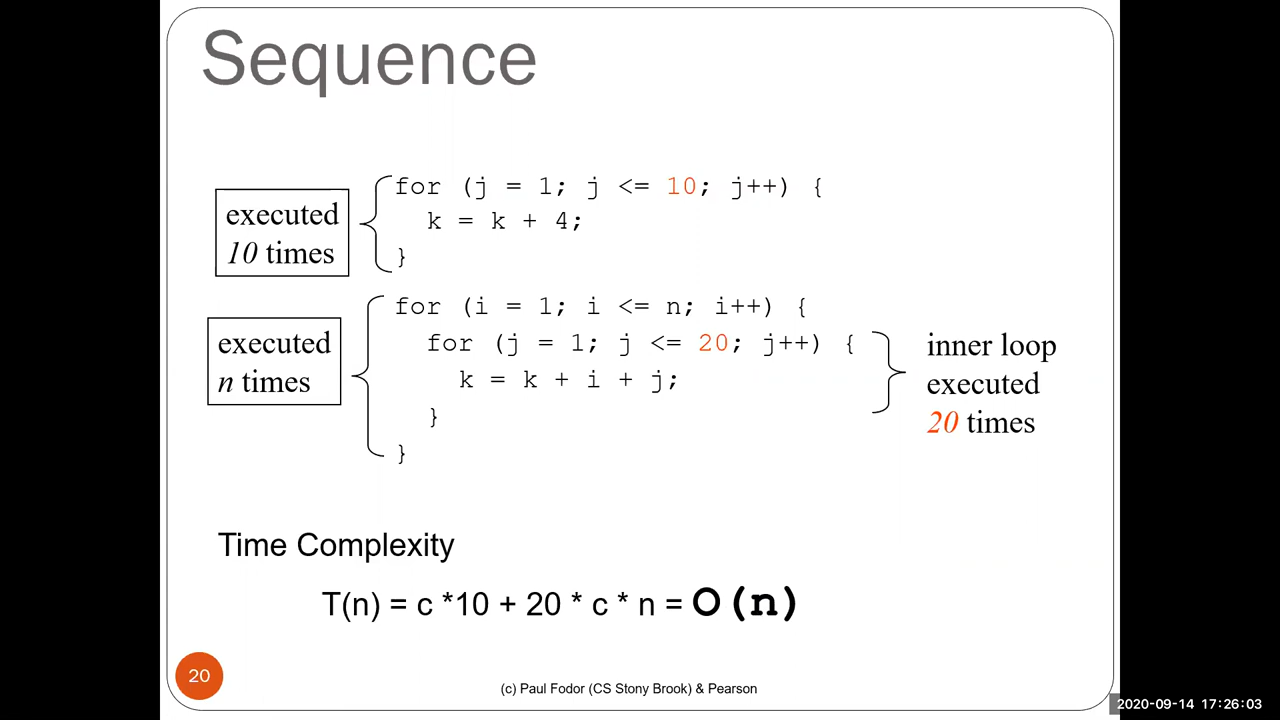 Sequence
executed
10 times
for (j = 1; j <= 10; j++) {
k = k + 4;
}
executed
n times
for (i = 1; i <= n; i++) {
for (j = 1; j <= 20; j++) {
k = k + i + j;
}
}
inner loop
executed
20 times
Time Complexity
T(n) = c *10 + 20 * c * n = O(n)
20
(c) Paul Fodor (CS Stony Brook) & Pearson
2020-09-14 17:26:03